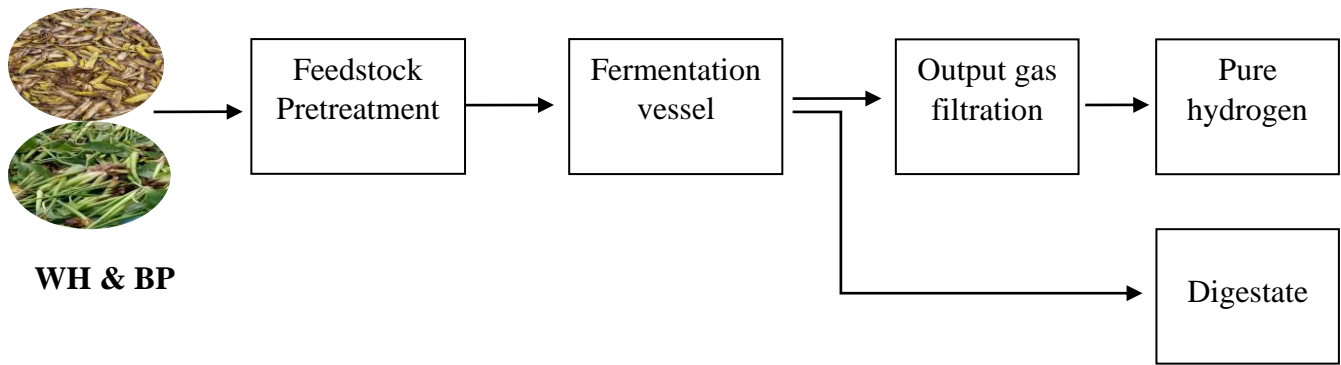 Feedstock
Pretreatment
Fermentation
vessel
Output gas
filtration
Pure
hydrogen
WH & BP
Digestate